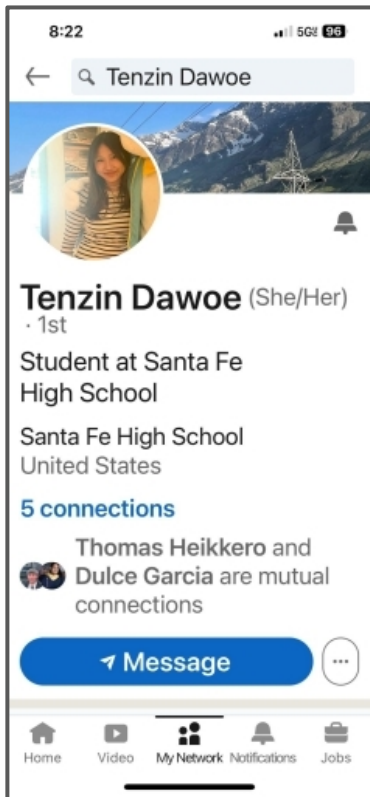 8:22
5G 96
Tenzin Dawoe
Tenzin Dawoe (She/Her)
· 1st
Student at Santa Fe
High School
Santa Fe High School
United States
5 connections
Thomas Heikkero and
Dulce Garcia are mutual
connections
Message
Home Video My Network Notifications Jobs